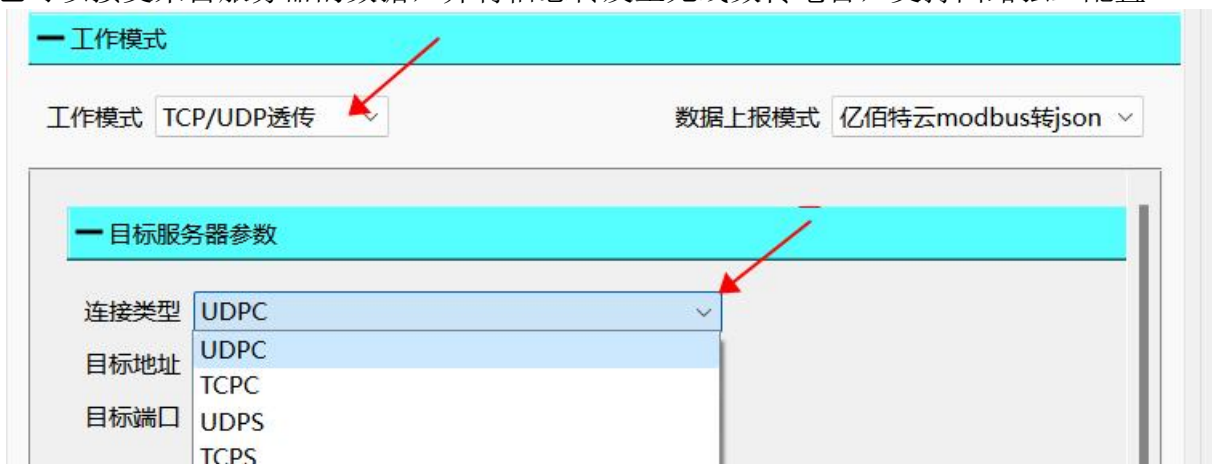 工作模式
工作模式 TCP/UDP透传 数据上报模式 亿佰特云modbus转json
目标服务器参数
连接类型 UDPC
UDPC
目标地址
TCPC
目标端口
UDPS
TCPS